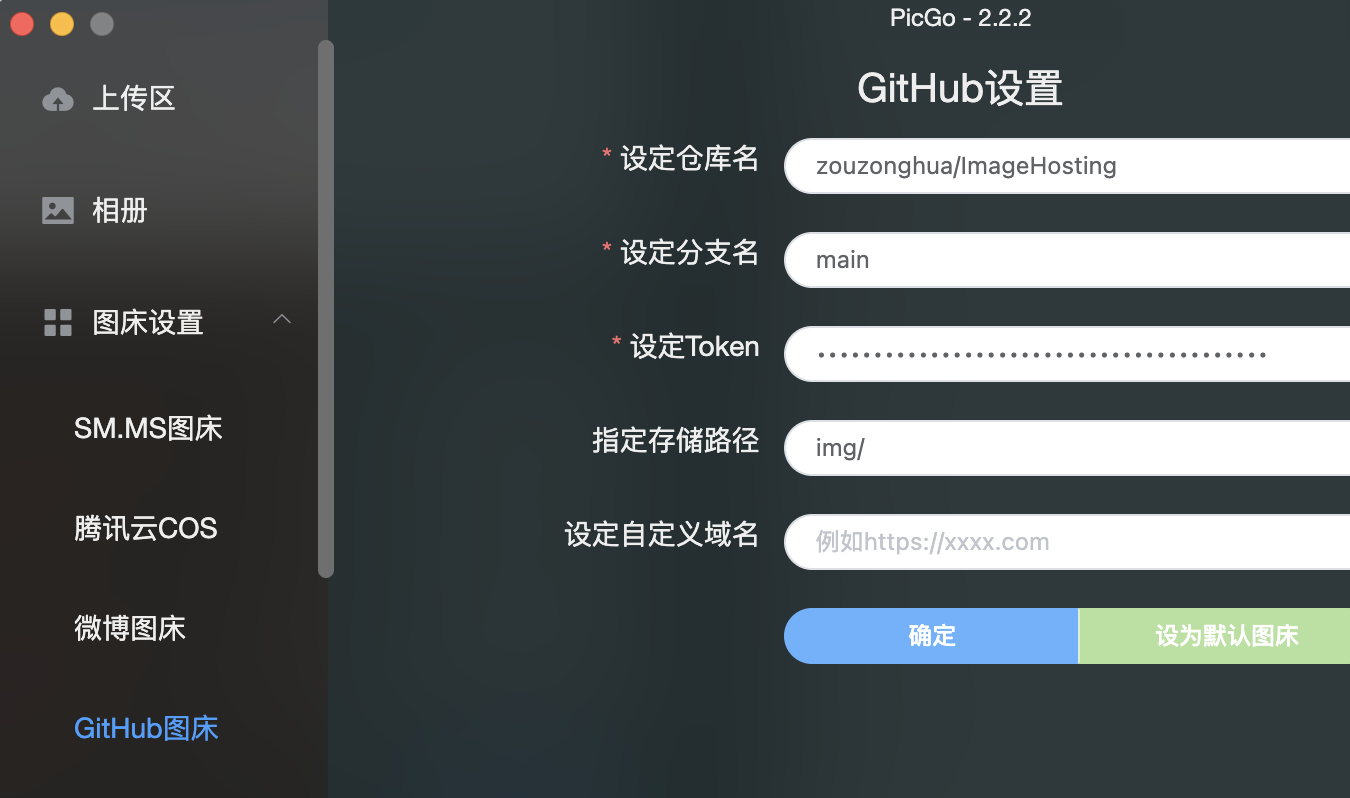 PicGo - 2.2.2
上传区
相册
图床设置
SM.MS图床
腾讯云COS
微博图床
GitHub图床
GitHub设置
* 设定仓库名
zouzonghua/ImageHosting
* 设定分支名
main
* 设定Token
••••••••••••••••••••••••••••••••••••••••
指定存储路径
img/
设定自定义域名
例如https://xxxx.com
确定
设为默认图床